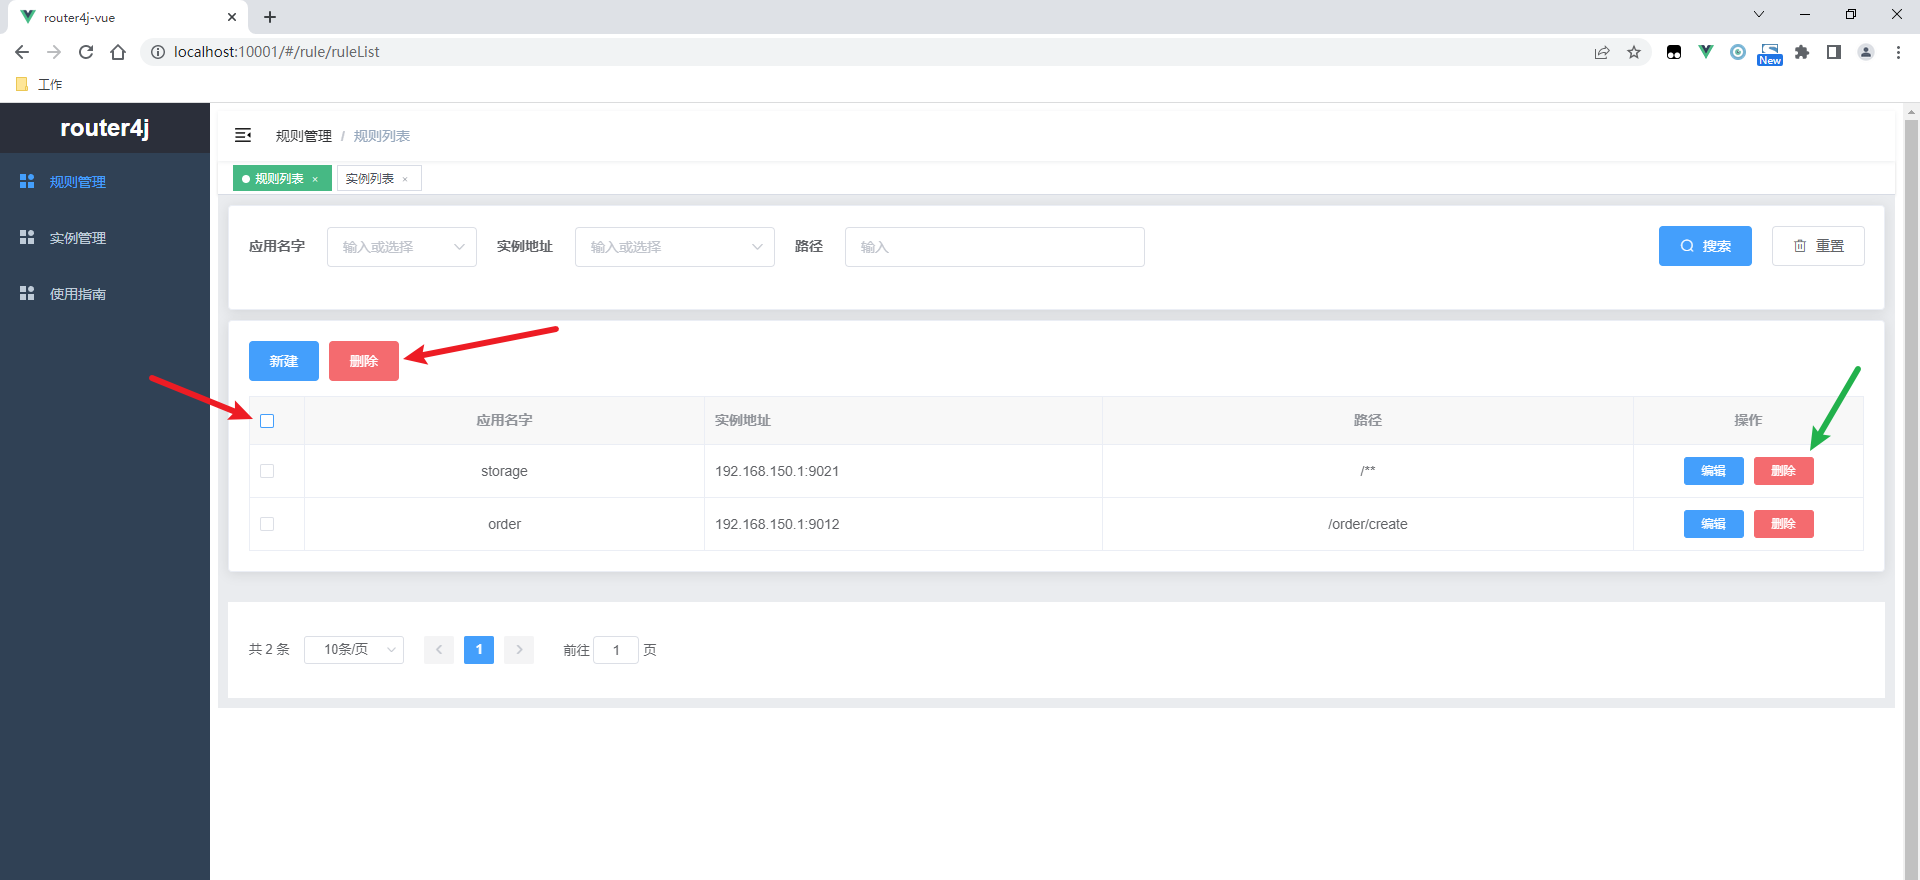 router4j-vue
localhost:10001/#/rule/ruleList
New
工作
router4j
规则管理
实例管理
使用指南
规则管理 / 规则列表
规则列表 ×
实例列表 ×
应用名字 输入或选择 实例地址 输入或选择 路径 输入 搜索 重置
新建 删除
应用名字 实例地址 路径 操作
storage 192.168.150.1:9021 /** 编辑 删除
order 192.168.150.1:9012 /order/create 编辑 删除
共 2 条 10条/页 1 前往 1 页